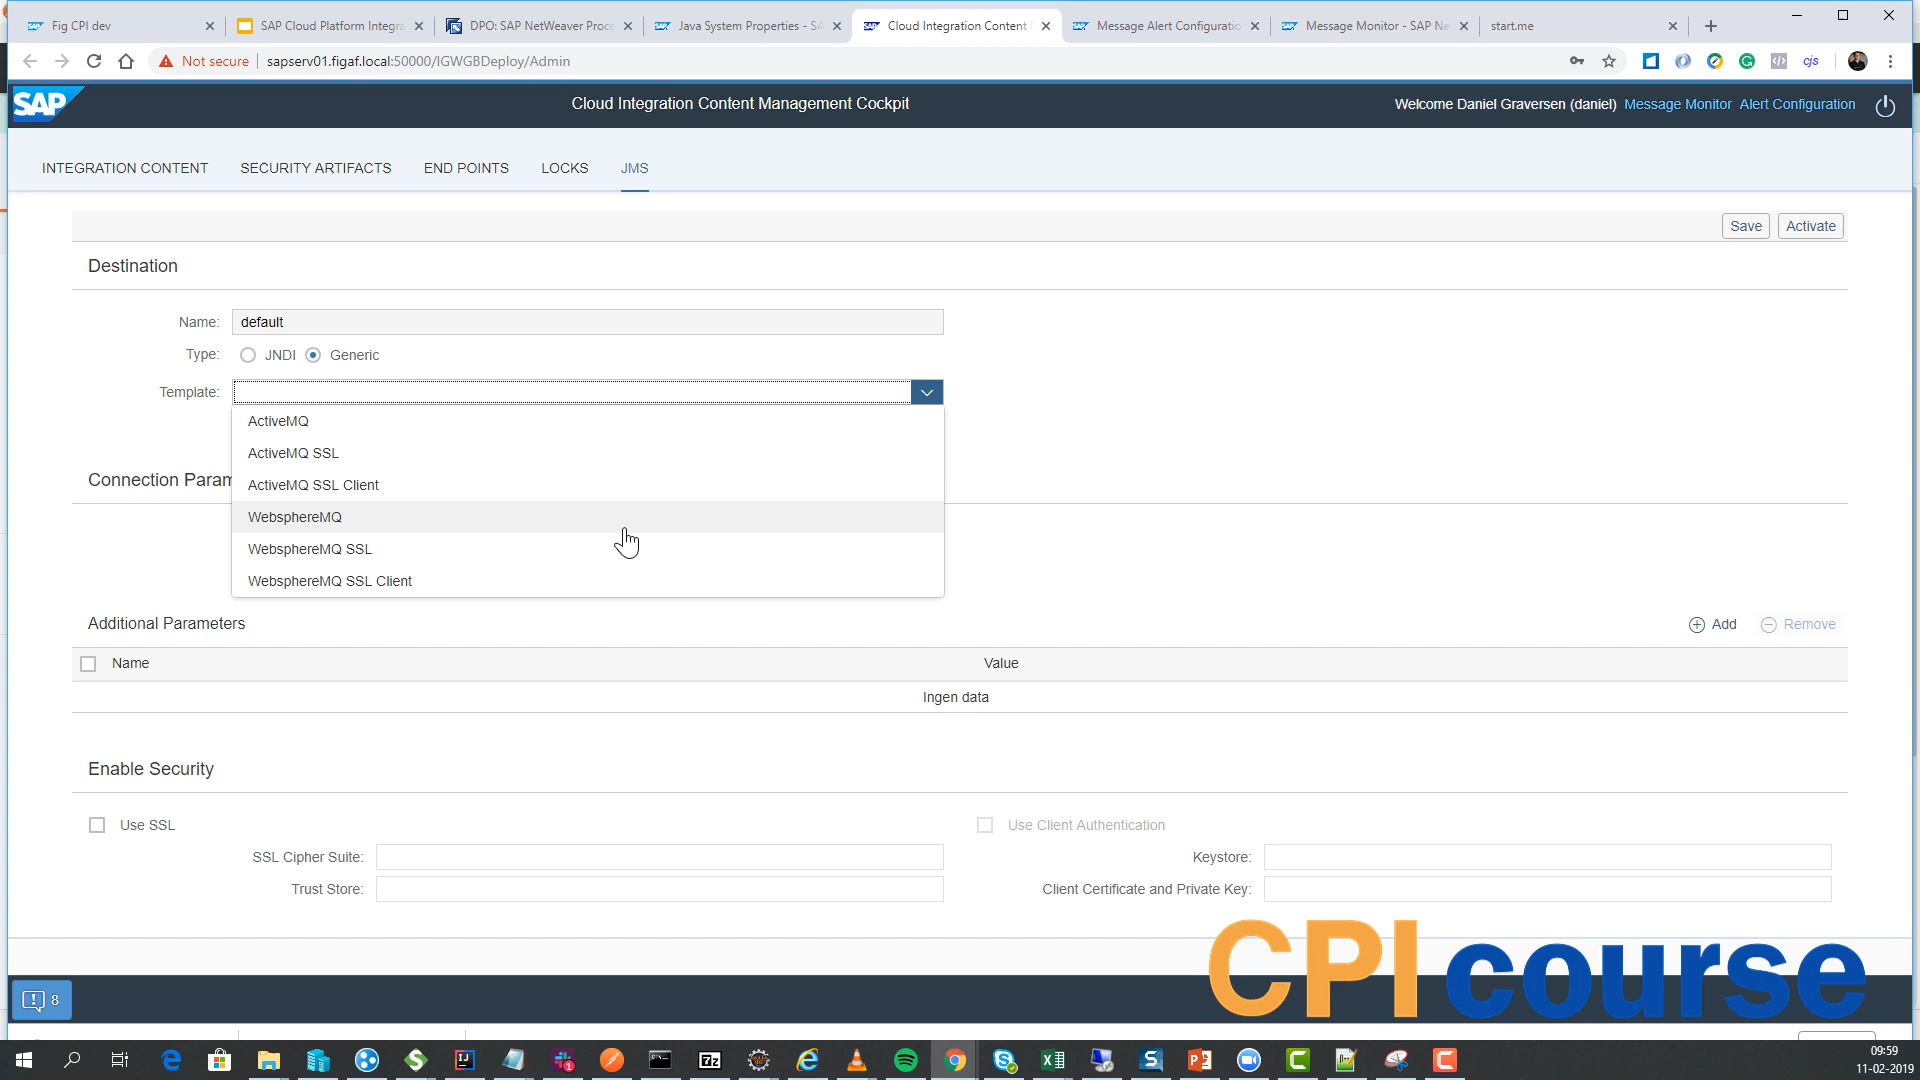 Fig CPI dev
SAP Cloud Platform Integra
DPO: SAP NetWeaver Proce
Java System Properties - SA
Cloud Integration Content
Message Alert Configuratio
Message Monitor - SAP Ne
start.me
Not secure
sapserv01.figaf.local:50000/IGWGBDeploy/Admin
cjs
SAP
Cloud Integration Content Management Cockpit
Welcome Daniel Graversen (daniel) Message Monitor Alert Configuration
INTEGRATION CONTENT SECURITY ARTIFACTS END POINTS LOCKS JMS
Save Activate
Destination
Name: default
Type: JNDI Generic
Template:
ActiveMQ
ActiveMQ SSL
ActiveMQ SSL Client
Connection Param
WebsphereMQ
WebsphereMQ SSL
WebsphereMQ SSL Client
Additional Parameters
Add Remove
Name Value
Ingen data
Enable Security
Use SSL
Use Client Authentication
SSL Cipher Suite:
Keystore:
Trust Store:
Client Certificate and Private Key:
CPI course
8
09:59
11-02-2019